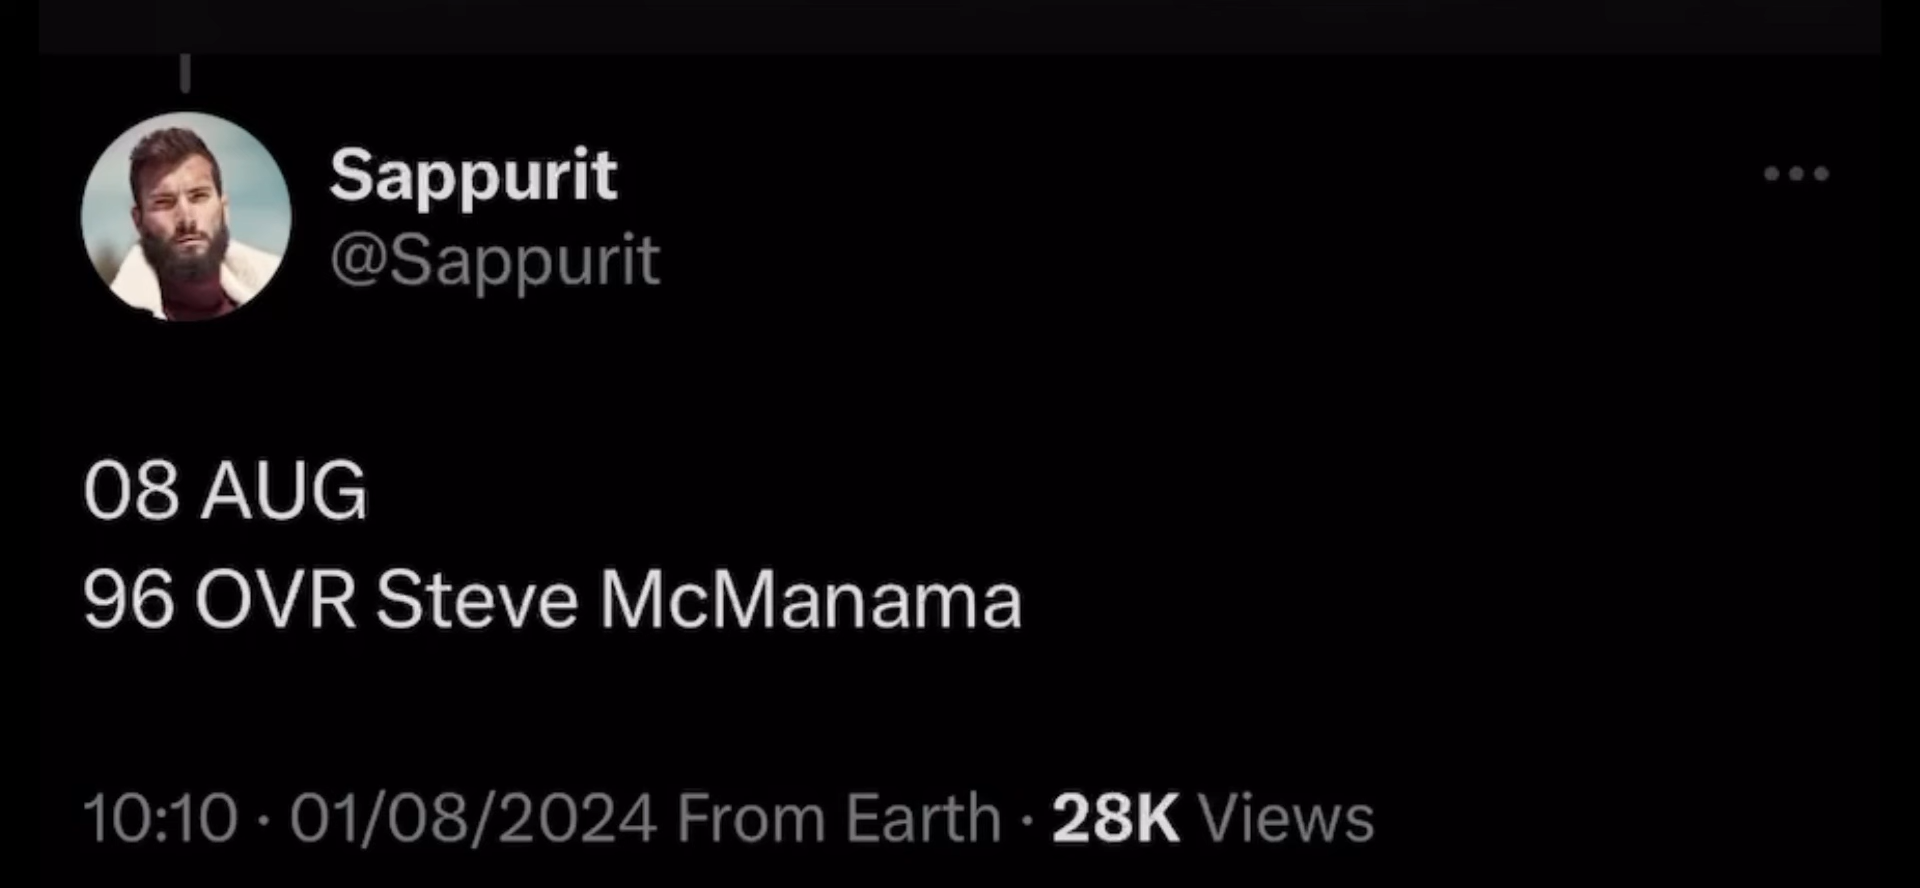 Sappurit
@Sappurit
08 AUG
96 OVR Steve McManama
10:10 · 01/08/2024 From Earth · 28K Views